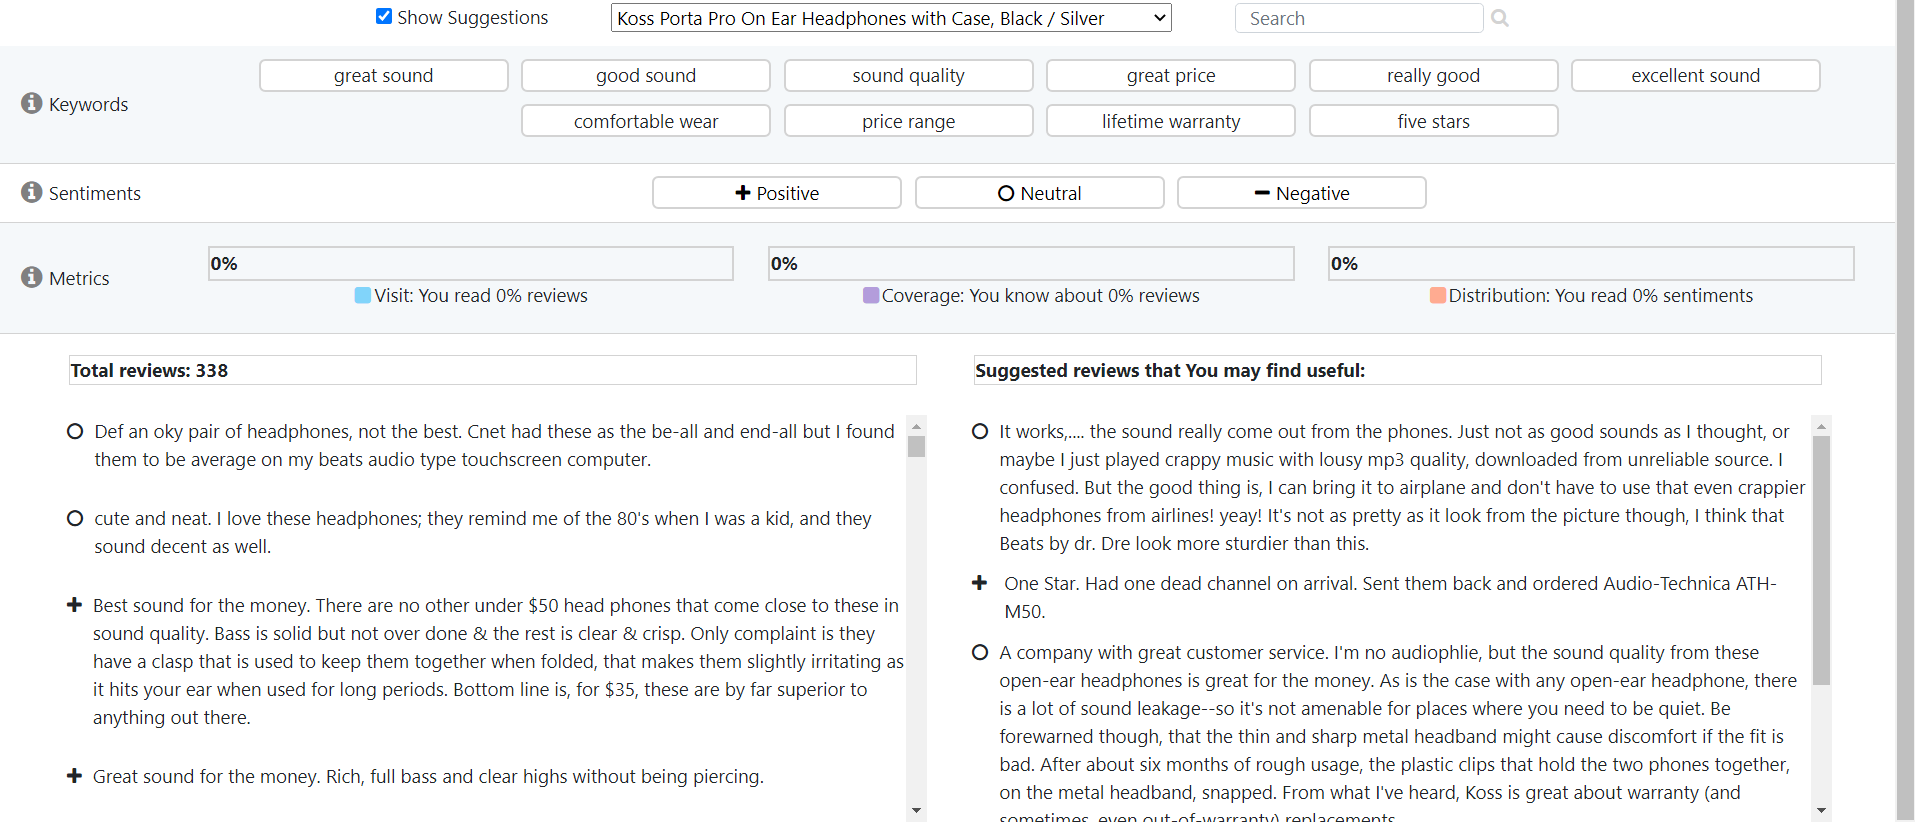 Show Suggestions
Koss Porta Pro On Ear Headphones with Case, Black / Silver
Search
Keywords
great sound
good sound
sound quality
great price
really good
excellent sound
comfortable wear
price range
lifetime warranty
five stars
Sentiments
Positive
Neutral
Negative
Metrics
0%
Visit: You read 0% reviews
0%
Coverage: You know about 0% reviews
0%
Distribution: You read 0% sentiments
Total reviews: 338
Def an oky pair of headphones, not the best. Cnet had these as the be-all and end-all but I found
them to be average on my beats audio type touchscreen computer.
cute and neat. I love these headphones; they remind me of the 80's when I was a kid, and they
sound decent as well.
Best sound for the money. There are no other under $50 head phones that come close to these in
sound quality. Bass is solid but not over done & the rest is clear & crisp. Only complaint is they
have a clasp that is used to keep them together when folded, that makes them slightly irritating as
it hits your ear when used for long periods. Bottom line is, for $35, these are by far superior to
anything out there.
Great sound for the money. Rich, full bass and clear highs without being piercing.
Suggested reviews that You may find useful:
It works,.... the sound really come out from the phones. Just not as good sounds as I thought, or
maybe I just played crappy music with lousy mp3 quality, downloaded from unreliable source. I
confused. But the good thing is, I can bring it to airplane and don't have to use that even crappier
headphones from airlines! yeay! It's not as pretty as it look from the picture though, I think that
Beats by dr. Dre look more sturdier than this.
One Star. Had one dead channel on arrival. Sent them back and ordered Audio-Technica ATH-
M50.
A company with great customer service. I'm no audiophlie, but the sound quality from these
open-ear headphones is great for the money. As is the case with any open-ear headphone, there
is a lot of sound leakage--so it's not amenable for places where you need to be quiet. Be
forewarned though, that the thin and sharp metal headband might cause discomfort if the fit is
bad. After about six months of rough usage, the plastic clips that hold the two phones together,
on the metal headband, snapped. From what I've heard, Koss is great about warranty (and
sometimes, even out-of-warranty) replacements